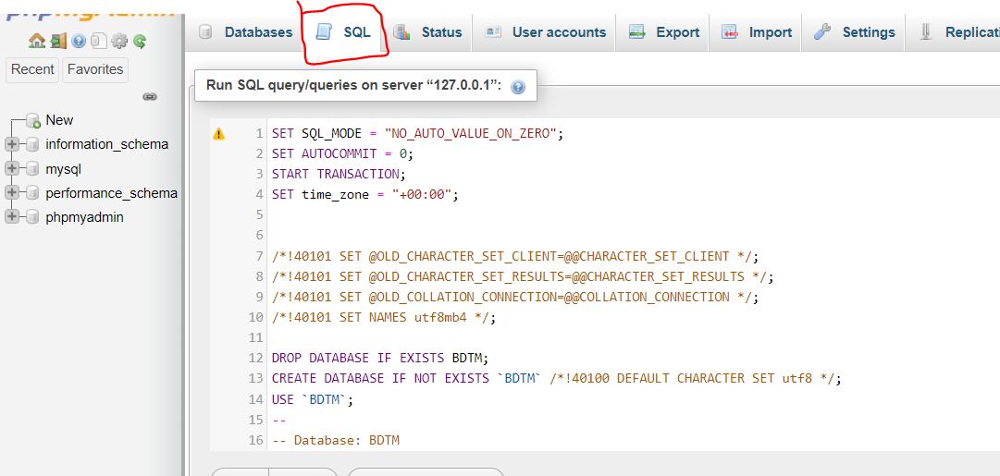 Databases SQL Status User accounts Export Import Settings
Recent Favorites
Run SQL query/queries on server “127.0.0.1”:
New
information_schema
mysql
performance_schema
phpmyadmin
1 SET SQL_MODE = "NO_AUTO_VALUE_ON_ZERO";
2 SET AUTOCOMMIT = 0;
3 START TRANSACTION;
4 SET time_zone = "+00:00";
5
6
7 /*!40101 SET @OLD_CHARACTER_SET_CLIENT=@@CHARACTER_SET_CLIENT */;
8 /*!40101 SET @OLD_CHARACTER_SET_RESULTS=@@CHARACTER_SET_RESULTS */;
9 /*!40101 SET @OLD_COLLATION_CONNECTION=@@COLLATION_CONNECTION */;
10 /*!40101 SET NAMES utf8mb4 */;
11
12 DROP DATABASE IF EXISTS BDTM;
13 CREATE DATABASE IF NOT EXISTS `BDTM` /*!40100 DEFAULT CHARACTER SET utf8 */;
14 USE `BDTM`;
15 --
16 -- Database: BDTM